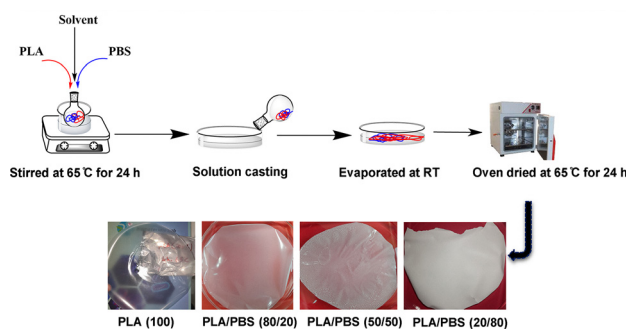 Solvent
PLA
PBS
Stirred at 65℃ for 24 h
Solution casting
Evaporated at RT
Oven dried at 65℃ for 24 h
PLA (100)
PLA/PBS (80/20)
PLA/PBS (50/50)
PLA/PBS (20/80)